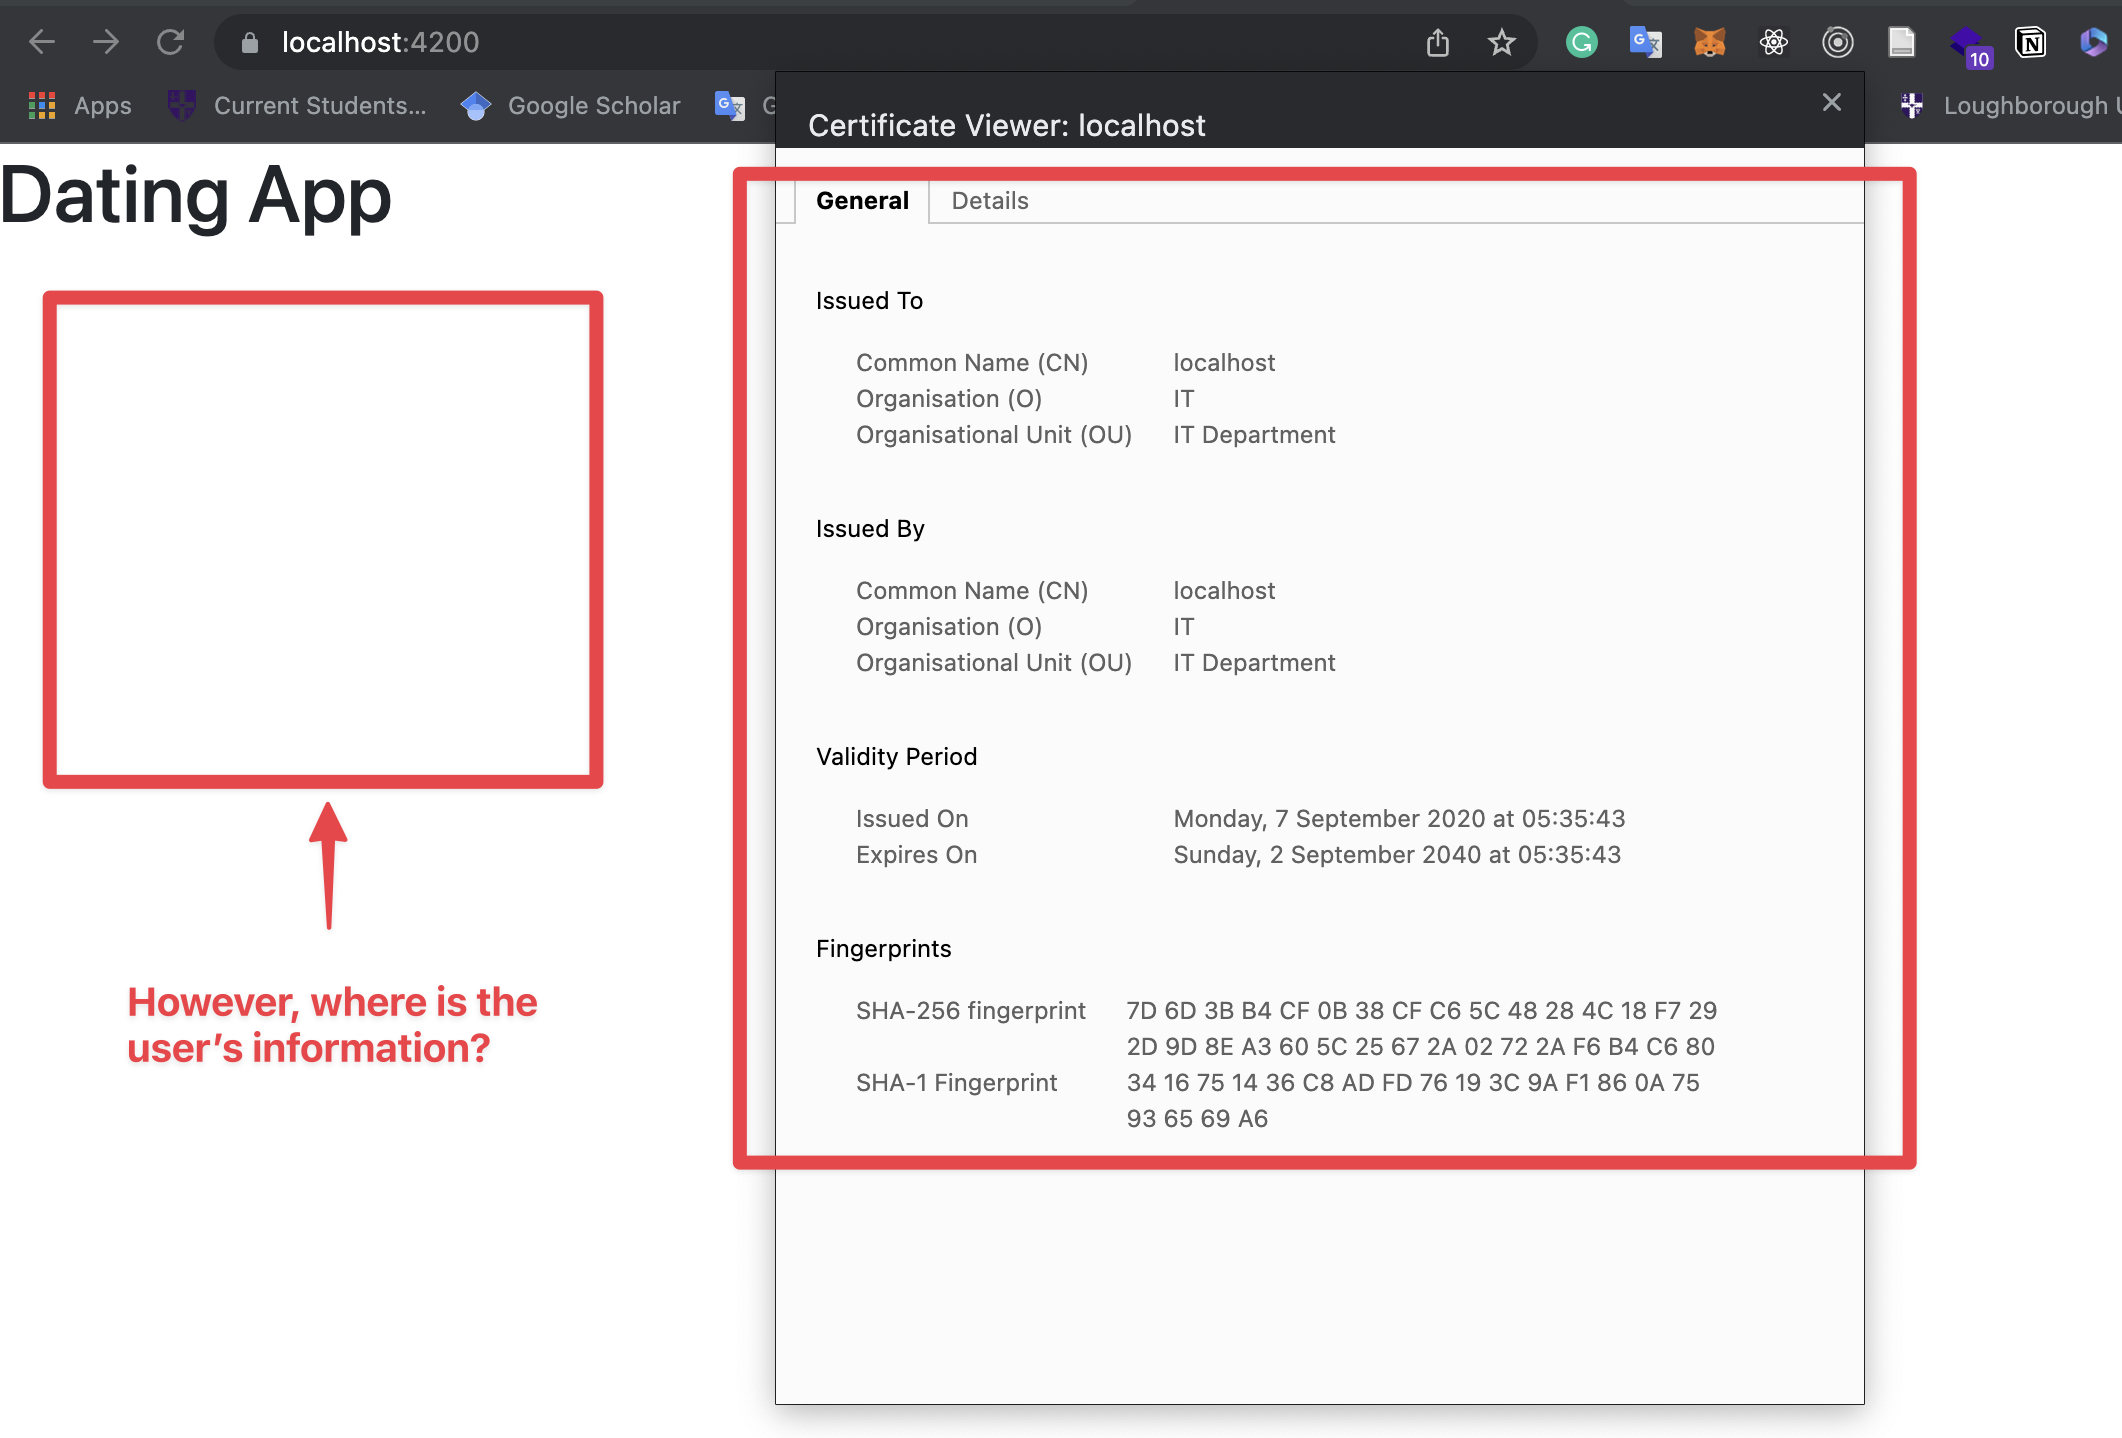 localhost:4200
10
Apps
Current Students...
Google Scholar
G
Loughborough U
Dating App
However, where is the
user’s information?
Certificate Viewer: localhost
General
Details
Issued To
Common Name (CN) localhost
Organisation (O) IT
Organisational Unit (OU) IT Department
Issued By
Common Name (CN) localhost
Organisation (O) IT
Organisational Unit (OU) IT Department
Validity Period
Issued On Monday, 7 September 2020 at 05:35:43
Expires On Sunday, 2 September 2040 at 05:35:43
Fingerprints
SHA-256 fingerprint 7D 6D 3B B4 CF 0B 38 CF C6 5C 48 28 4C 18 F7 29
2D 9D 8E A3 60 5C 25 67 2A 02 72 2A F6 B4 C6 80
SHA-1 Fingerprint 34 16 75 14 36 C8 AD FD 76 19 3C 9A F1 86 0A 75
93 65 69 A6